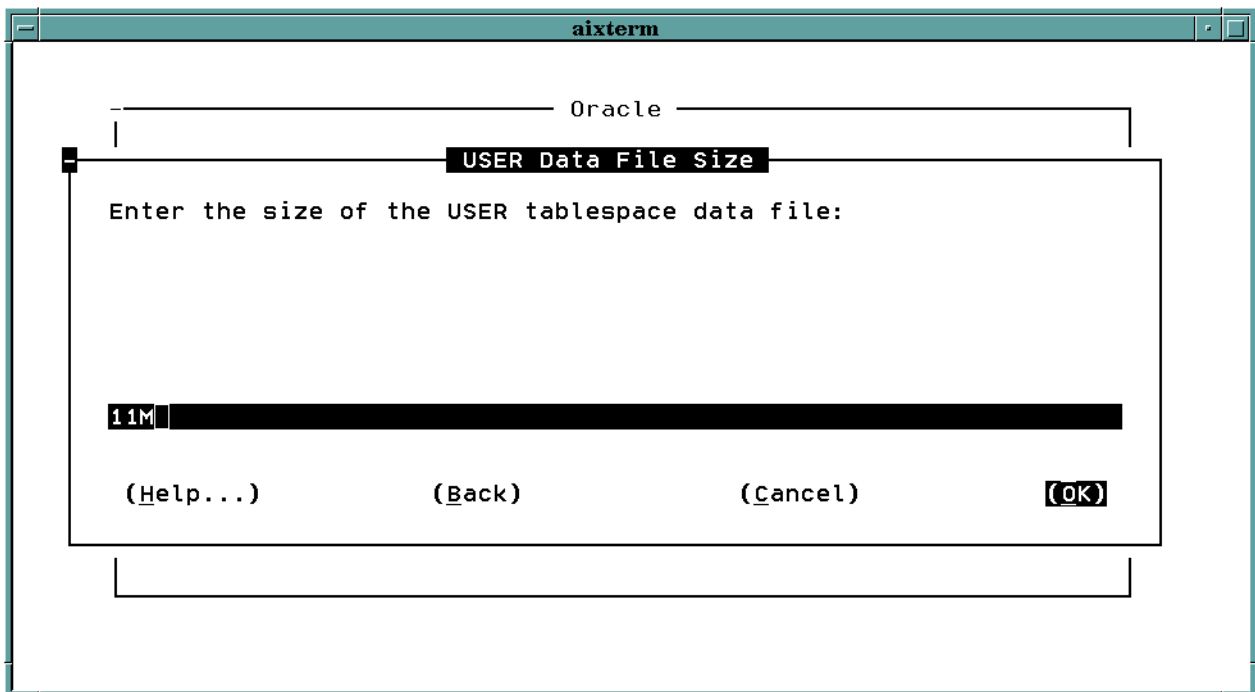 aixterm
Oracle
USER Data File Size
Enter the size of the USER tablespace data file:
11M
(Help...) (Back) (Cancel) (OK)